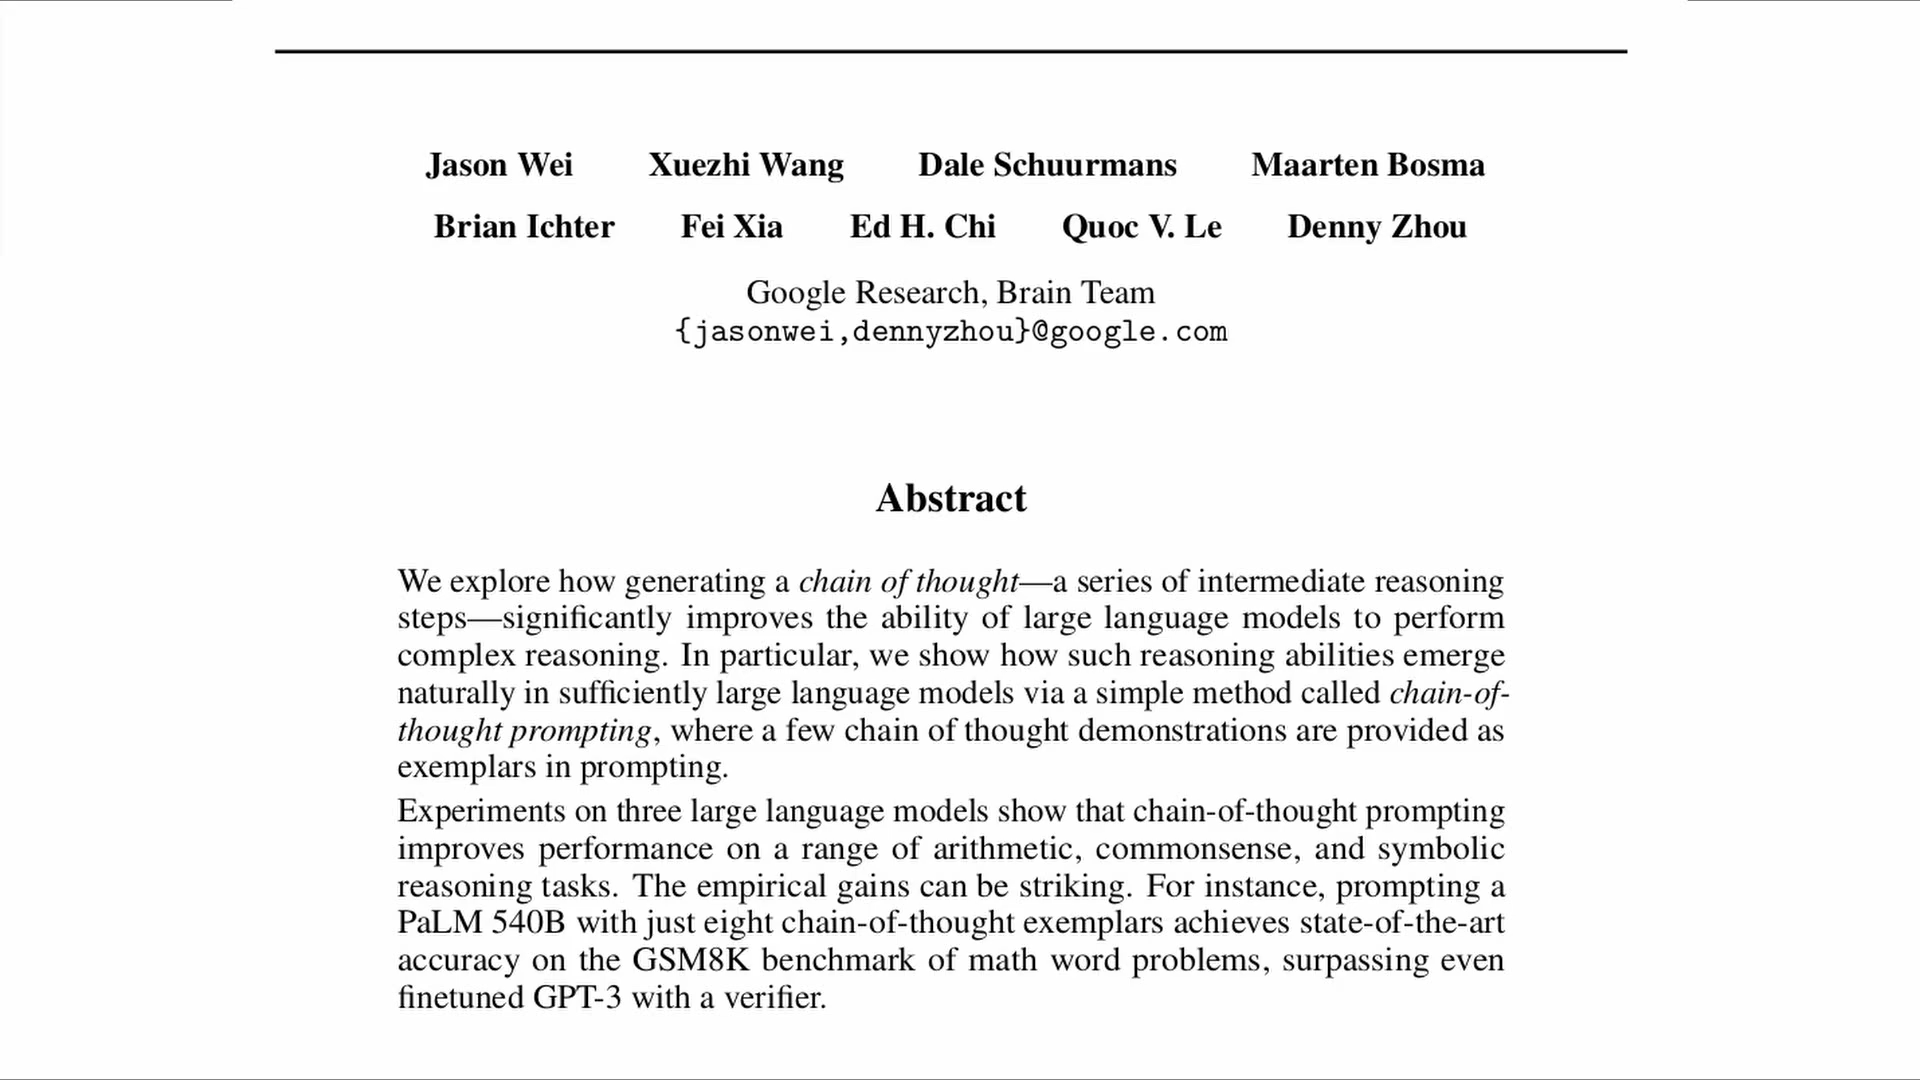 Jason Wei Xuezhi Wang Dale Schuurmans Maarten Bosma
Brian Ichter Fei Xia Ed H. Chi Quoc V. Le Denny Zhou
Google Research, Brain Team
{jasonwei,dennyzhou}@google.com
Abstract
We explore how generating a chain of thought—a series of intermediate reasoning
steps—significantly improves the ability of large language models to perform
complex reasoning. In particular, we show how such reasoning abilities emerge
naturally in sufficiently large language models via a simple method called chain-of-
thought prompting, where a few chain of thought demonstrations are provided as
exemplars in prompting.
Experiments on three large language models show that chain-of-thought prompting
improves performance on a range of arithmetic, commonsense, and symbolic
reasoning tasks. The empirical gains can be striking. For instance, prompting a
PaLM 540B with just eight chain-of-thought exemplars achieves state-of-the-art
accuracy on the GSM8K benchmark of math word problems, surpassing even
finetuned GPT-3 with a verifier.